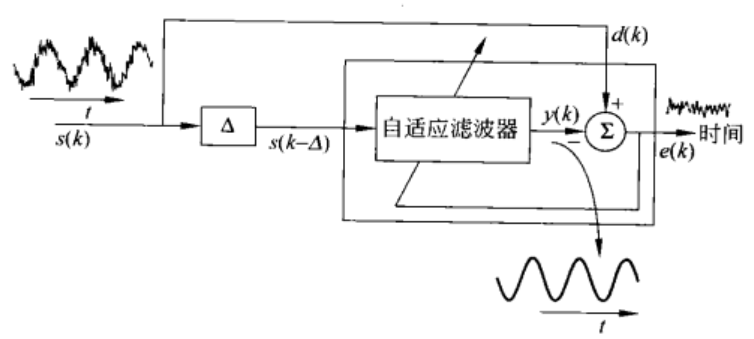 d(k)
t
s(k)
Δ
s(k−Δ)
自适应滤波器
y(k)
+
Σ
−
时间
e(k)
t